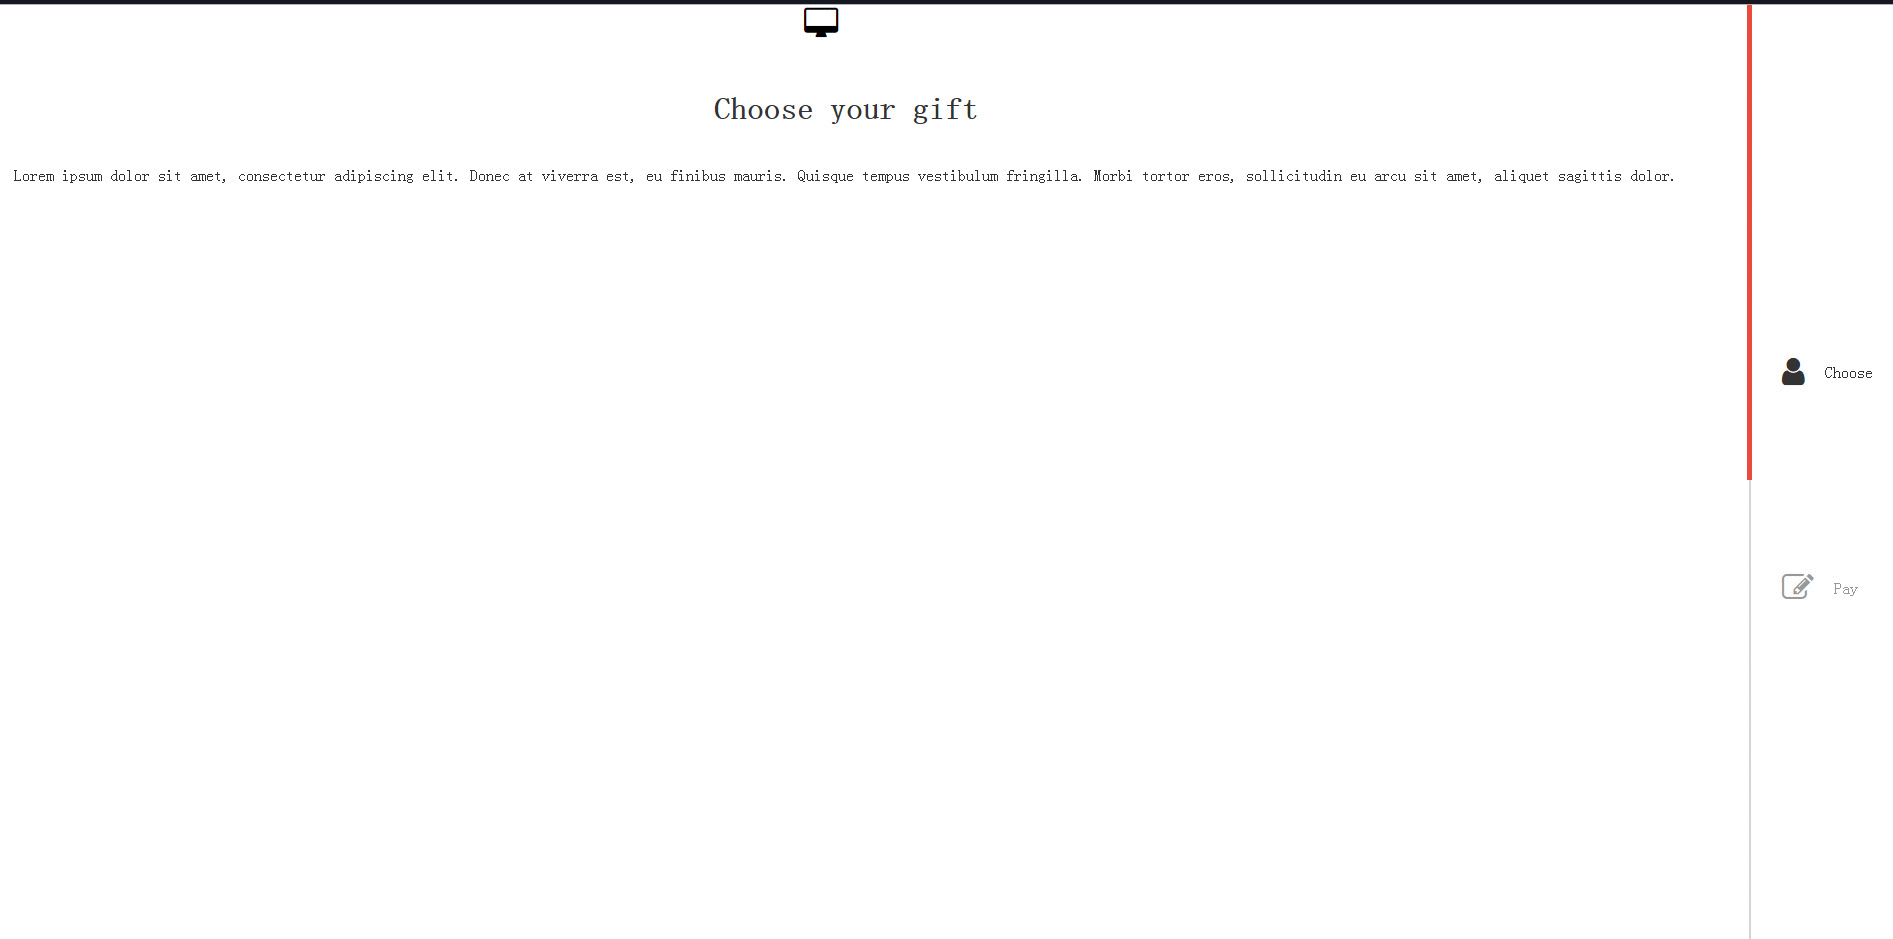 Choose your gift
Lorem ipsum dolor sit amet, consectetur adipiscing elit. Donec at viverra est, eu finibus mauris. Quisque tempus vestibulum fringilla. Morbi tortor eros, sollicitudin eu arcu sit amet, aliquet sagittis dolor.
Choose
Pay